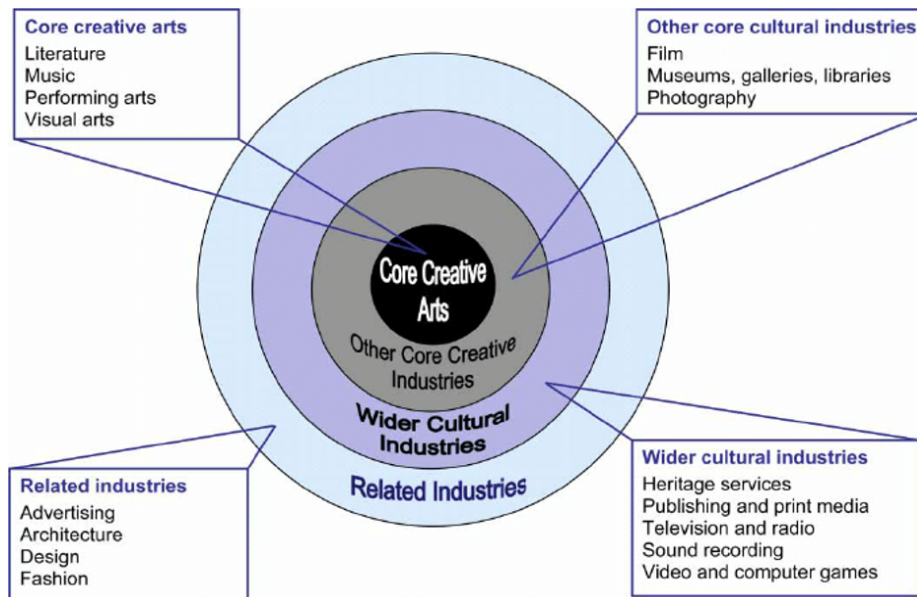 Core creative arts
Literature
Music
Performing arts
Visual arts
Other core cultural industries
Film
Museums, galleries, libraries
Photography
Core Creative
Arts
Other Core Creative
Industries
Wider Cultural
Industries
Related Industries
Related industries
Advertising
Architecture
Design
Fashion
Wider cultural industries
Heritage services
Publishing and print media
Television and radio
Sound recording
Video and computer games